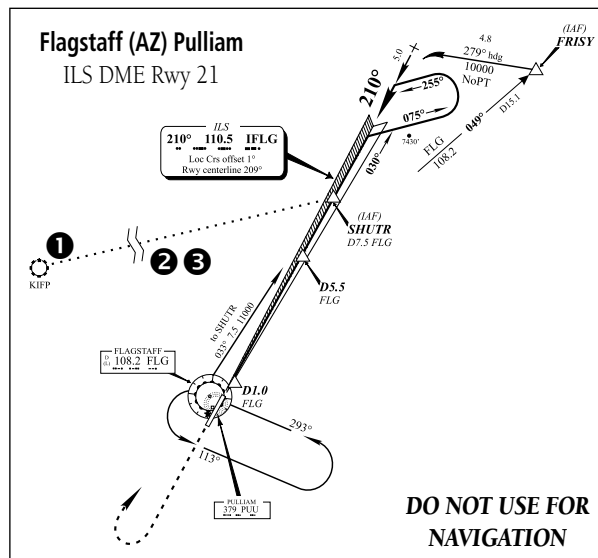 Flagstaff (AZ) Pulliam
ILS DME Rwy 21
ILS
210° 110.5 IFLG
Loc Crs offset 1°
Rwy centerline 209°
210°
5.0
4.8
279° hdg
10000
NoPT
(IAF)
FRISY
D15.1
049°
FLG
108.2
255°
075°
7430'
030°
(IAF)
SHUTR
D7.5 FLG
1
KIFP
2 3
D5.5
FLG
to SHUTR
033° 7.5 11000
FLAGSTAFF
D
(L) 108.2 FLG
D1.0
FLG
293°
113°
PULLIAM
379 PUU
DO NOT USE FOR
NAVIGATION